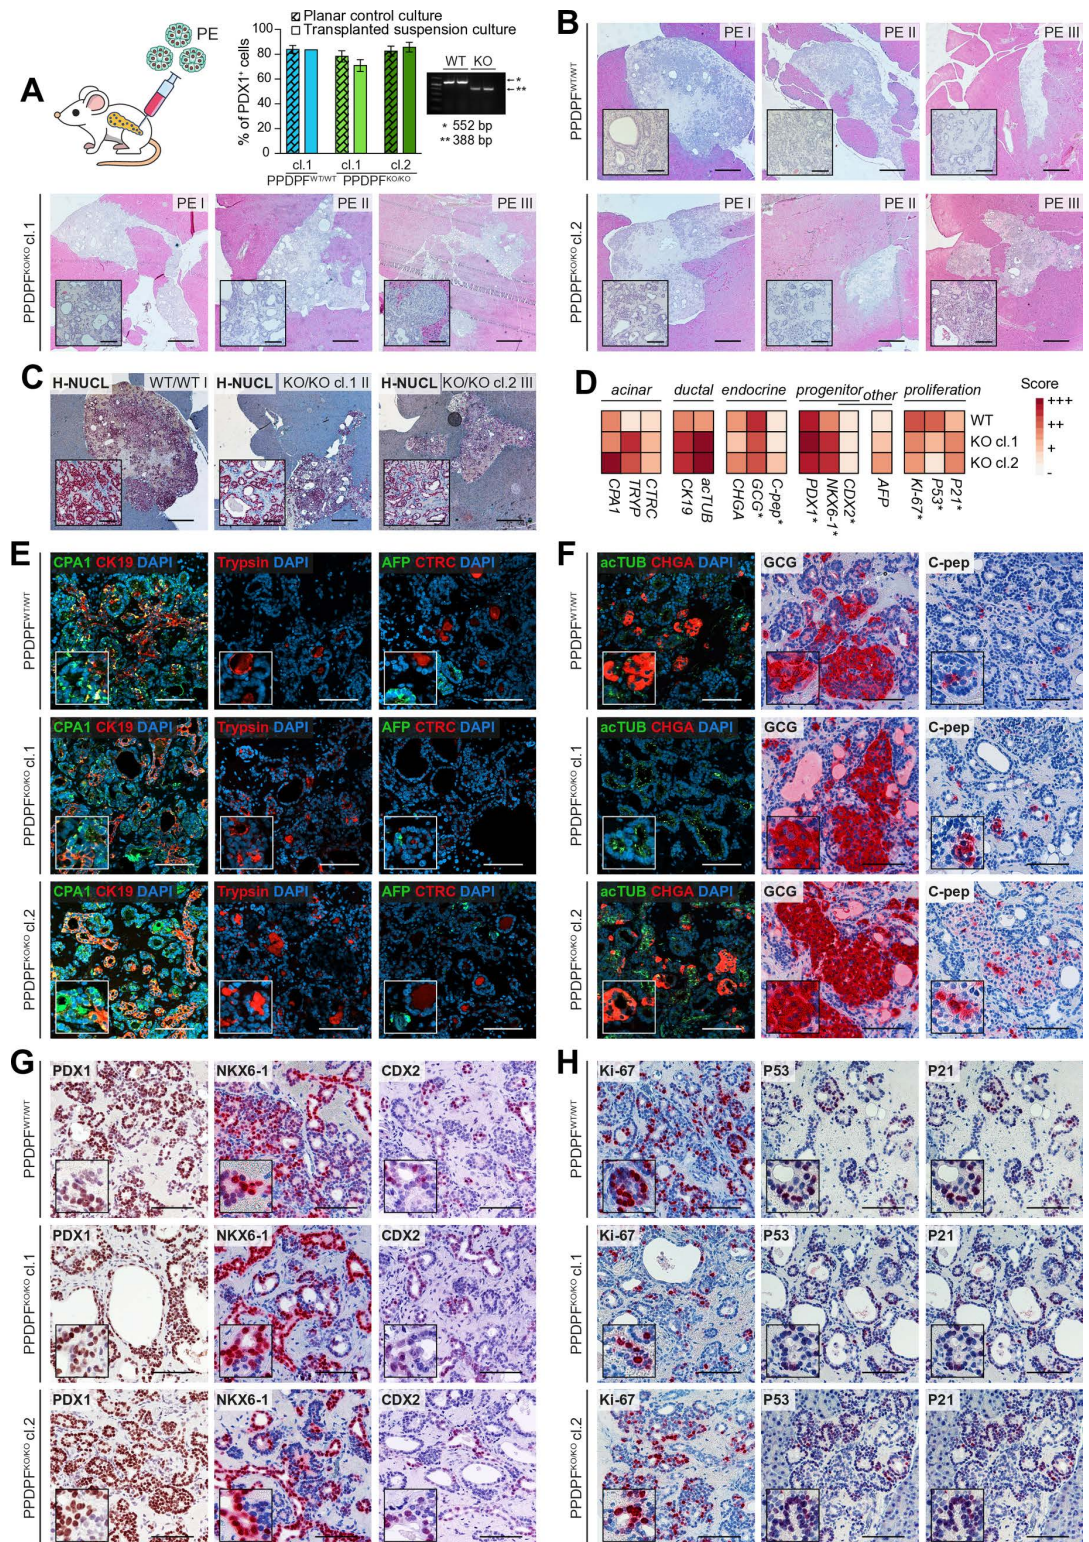 A
PE
Planar control culture
Transplanted suspension culture
% of PDX1⁺ cells
100
80
60
40
20
0
cl.1
cl.1
cl.2
PPDPFᵂᵀ/ᵂᵀ
PPDPFᴷᴼ/ᴷᴼ
WT KO
*
**
* 552 bp
** 388 bp
PPDPFᴷᴼ/ᴷᴼ cl.1
PE I
PE II
PE III
B
PPDPFᵂᵀ/ᵂᵀ
PE I
PE II
PE III
PPDPFᴷᴼ/ᴷᴼ cl.2
PE I
PE II
PE III
C
H-NUCL WT/WT I
H-NUCL KO/KO cl.1 II
H-NUCL KO/KO cl.2 III
D
acinar ductal endocrine progenitor other proliferation
WT
KO cl.1
KO cl.2
CPA1
TRYP
CTRC
CK19
acTUB
CHGA
GCG*
C-pep*
PDX1*
NKX6-1*
CDX2*
AFP
KI-67*
P53*
P21*
Score
+++
++
+
-
E
PPDPFᵂᵀ/ᵂᵀ
CPA1 CK19 DAPI
Trypsin DAPI
AFP CTRC DAPI
PPDPFᴷᴼ/ᴷᴼ cl.1
CPA1 CK19 DAPI
Trypsin DAPI
AFP CTRC DAPI
PPDPFᴷᴼ/ᴷᴼ cl.2
CPA1 CK19 DAPI
Trypsin DAPI
AFP CTRC DAPI
F
PPDPFᵂᵀ/ᵂᵀ
acTUB CHGA DAPI
GCG
C-pep
PPDPFᴷᴼ/ᴷᴼ cl.1
acTUB CHGA DAPI
GCG
C-pep
PPDPFᴷᴼ/ᴷᴼ cl.2
acTUB CHGA DAPI
GCG
C-pep
G
PPDPFᵂᵀ/ᵂᵀ
PDX1
NKX6-1
CDX2
PPDPFᴷᴼ/ᴷᴼ cl.1
PDX1
NKX6-1
CDX2
PPDPFᴷᴼ/ᴷᴼ cl.2
PDX1
NKX6-1
CDX2
H
PPDPFᵂᵀ/ᵂᵀ
Ki-67
P53
P21
PPDPFᴷᴼ/ᴷᴼ cl.1
Ki-67
P53
P21
PPDPFᴷᴼ/ᴷᴼ cl.2
Ki-67
P53
P21